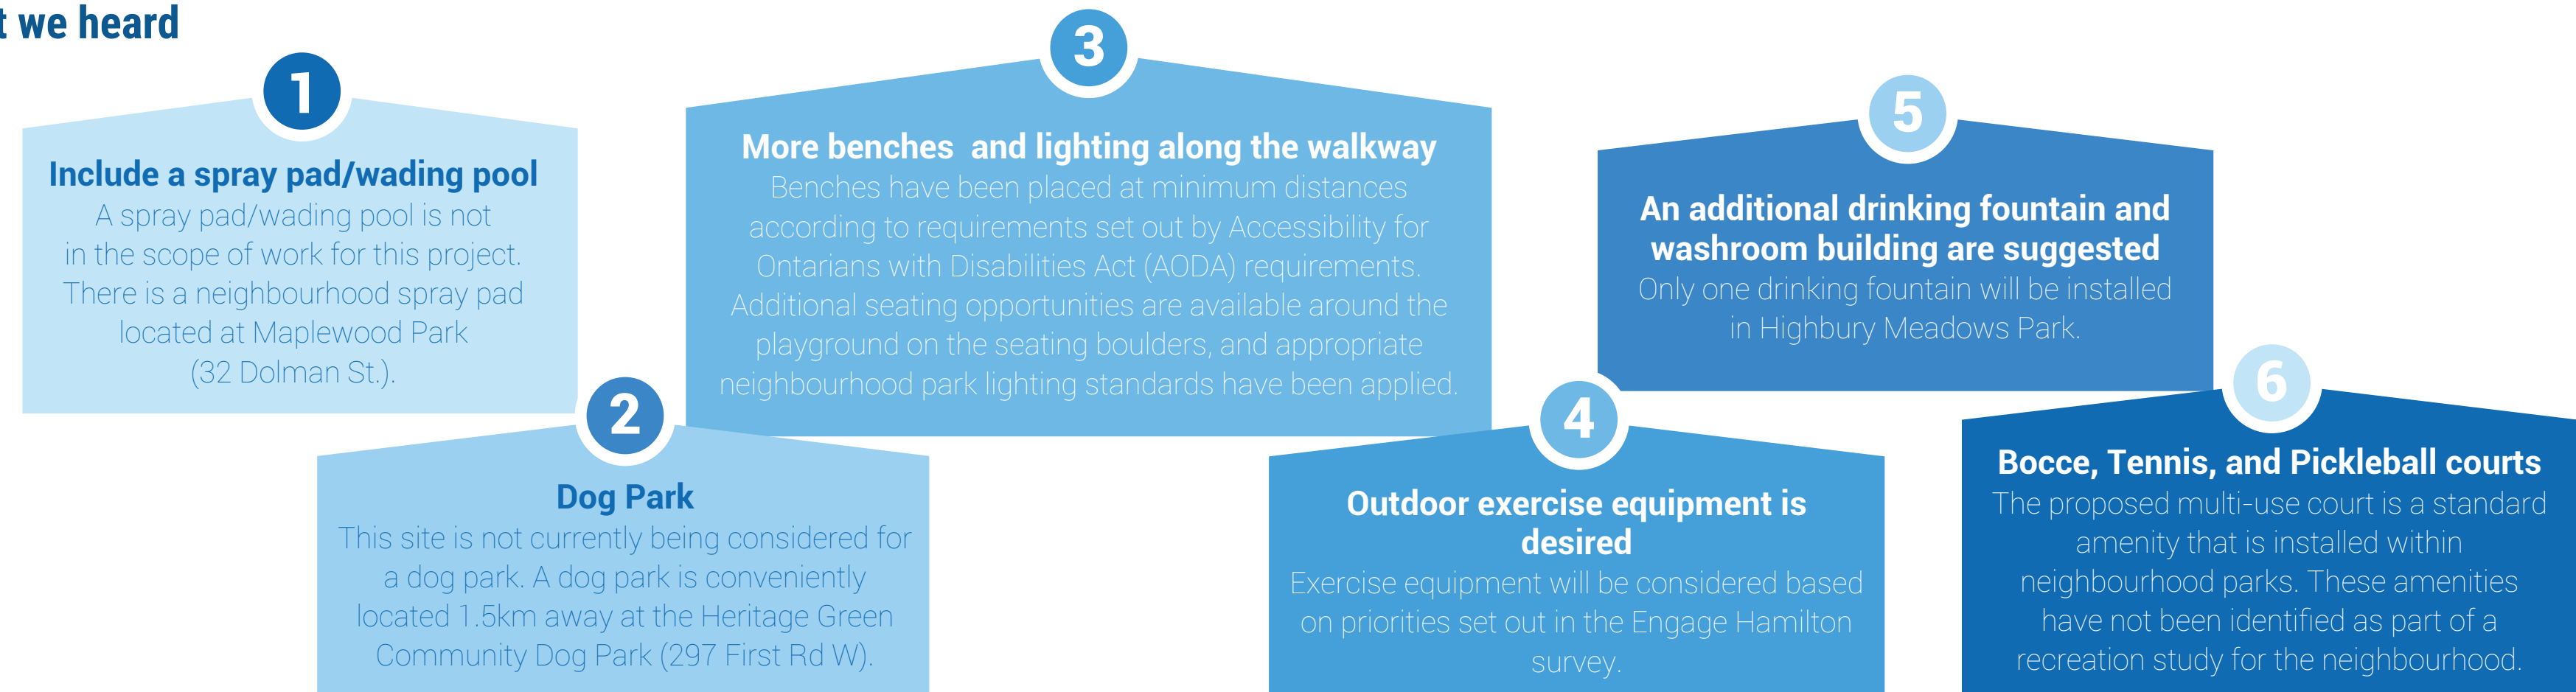 t we heard
1
Include a spray pad/wading pool
A spray pad/wading pool is not
in the scope of work for this project.
There is a neighbourhood spray pad
located at Maplewood Park
(32 Dolman St.).
2
Dog Park
This site is not currently being considered for
a dog park. A dog park is conveniently
located 1.5km away at the Heritage Green
Community Dog Park (297 First Rd W).
3
More benches  and lighting along the walkway
Benches have been placed at minimum distances
according to requirements set out by Accessibility for
Ontarians with Disabilities Act (AODA) requirements.
Additional seating opportunities are available around the
playground on the seating boulders, and appropriate
neighbourhood park lighting standards have been applied.
4
Outdoor exercise equipment is
desired
Exercise equipment will be considered based
on priorities set out in the Engage Hamilton
survey.
5
An additional drinking fountain and
washroom building are suggested
Only one drinking fountain will be installed
in Highbury Meadows Park.
6
Bocce, Tennis, and Pickleball courts
The proposed multi-use court is a standard
amenity that is installed within
neighbourhood parks. These amenities
have not been identified as part of a
recreation study for the neighbourhood.